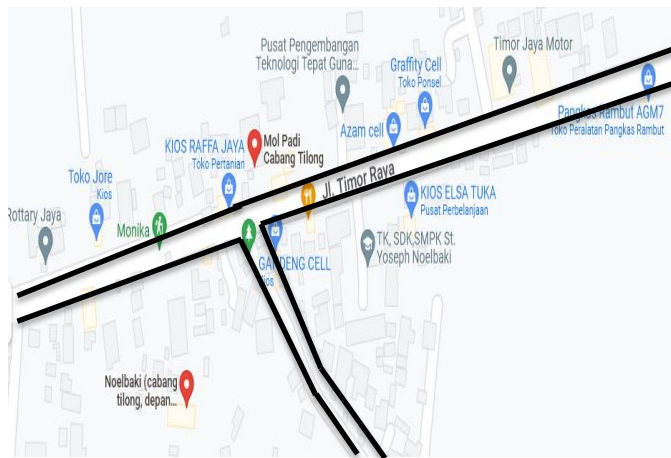 Pusat Pengembangan
Teknologi Tepat Guna...
Timor Jaya Motor
Graffity Cell
Toko Ponsel
Pangkas Rambut AGM7
Toko Peralatan Pangkas Rambut
Azam cell
Mol Padi
Cabang Tilong
KIOS RAFFA JAYA
Toko Pertanian
Jl. Timor Raya
Toko Jore
Kios
KIOS ELSA TUKA
Pusat Perbelanjaan
Rottary Jaya
Monika
TK, SDK,SMPK St.
Yoseph Noelbaki
CELL
Noelbaki (cabang
tilong, depan...